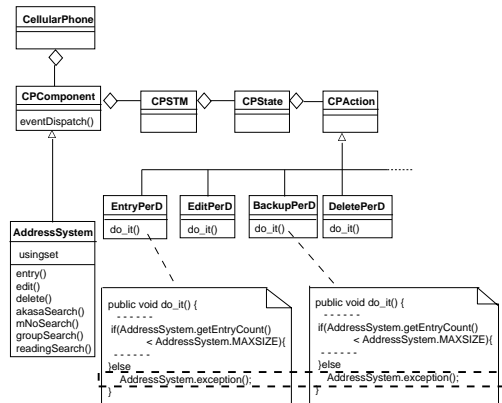 CellularPhone
CPComponent
eventDispatch()
CPSTM
CPState
CPAction
EntryPerD
do_it()
EditPerD
do_it()
BackupPerD
do_it()
DeletePerD
do_it()
AddressSystem
usingset
entry()
edit()
delete()
akasaSearch()
mNoSearch()
groupSearch()
readingSearch()
public void do_it() {
- - - - - -
if(AddressSystem.getEntryCount()
< AddressSystem.MAXSIZE){
- - - - - -
}else
AddressSystem.exception();
}
public void do_it() {
- - - - - -
if(AddressSystem.getEntryCount()
< AddressSystem.MAXSIZE){
- - - - - -
}else
AddressSystem.exception();
}